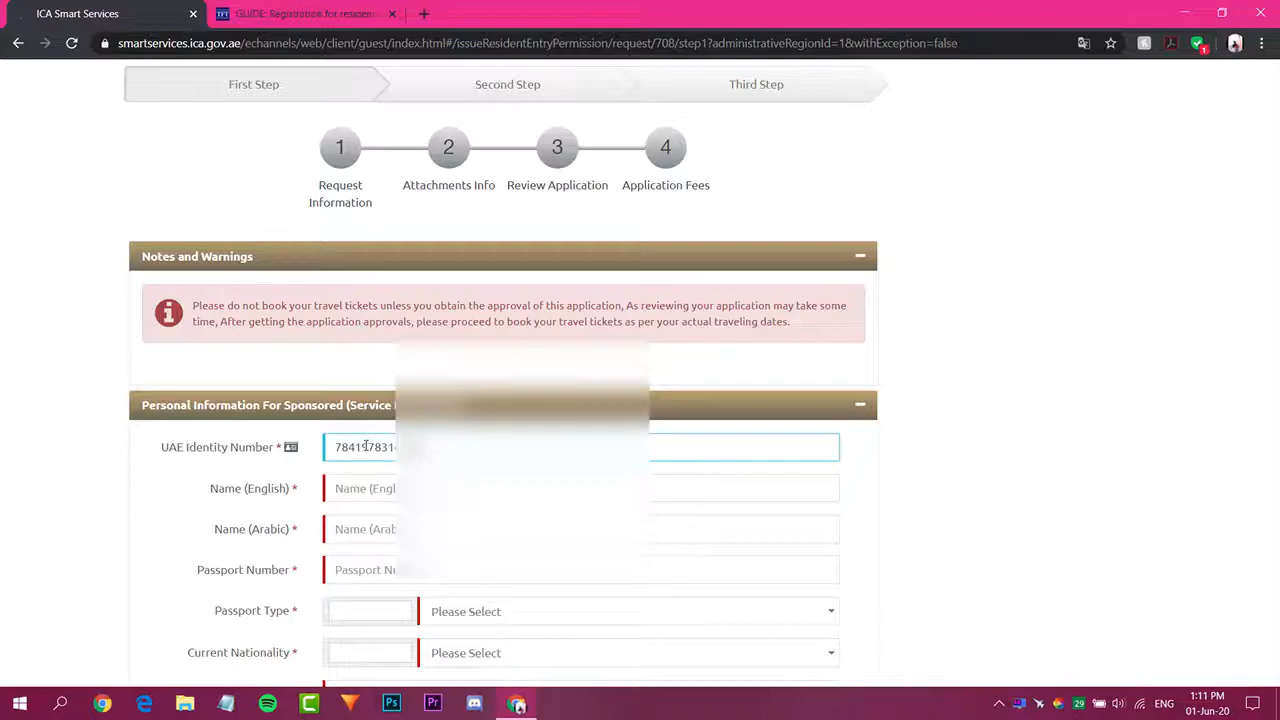 ICA Smart Services
TFT GUIDE: Registration for residen
smartservices.ica.gov.ae/echannels/web/client/guest/index.html#/issueResidentEntryPermission/request/708/step1?administrativeRegionId=1&withException=false
First Step
Second Step
Third Step
1
2
3
4
Request Information
Attachments Info
Review Application
Application Fees
Notes and Warnings
Please do not book your travel tickets unless you obtain the approval of this application, As reviewing your application may take some
time, After getting the application approvals, please proceed to book your travel tickets as per your actual traveling dates.
Personal Information For Sponsored (Service
UAE Identity Number *
Name (English) * Name (Engl
Name (Arabic) * Name (Arab
Passport Number * Passport Nu
Passport Type * Please Select
Current Nationality * Please Select
Ps
Pr
29
ENG
1:11 PM
01-Jun-20